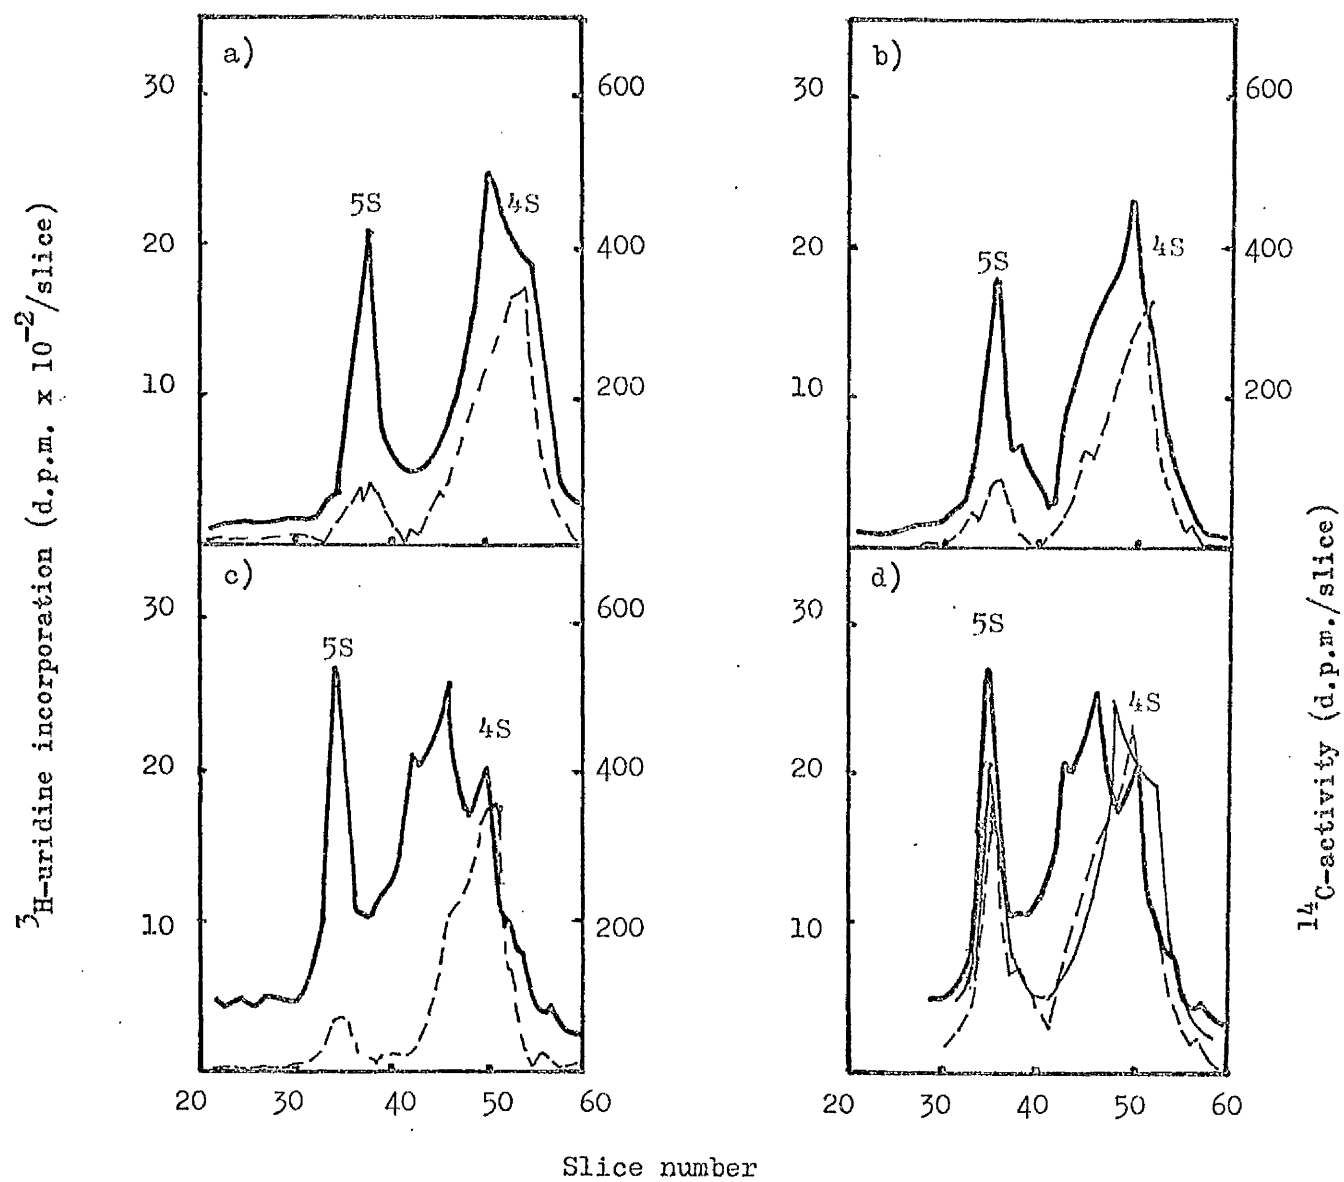 a)
30
20
10
600
400
200
5S
4S
b)
30
20
10
600
400
200
5S
4S
c)
30
20
10
600
400
200
5S
4S
d)
30
20
10
5S
4S
20 30 40 50 60
20 30 40 50 60
Slice number
³H-uridine incorporation (d.p.m. x 10⁻²/slice)
¹⁴C-activity (d.p.m./slice)